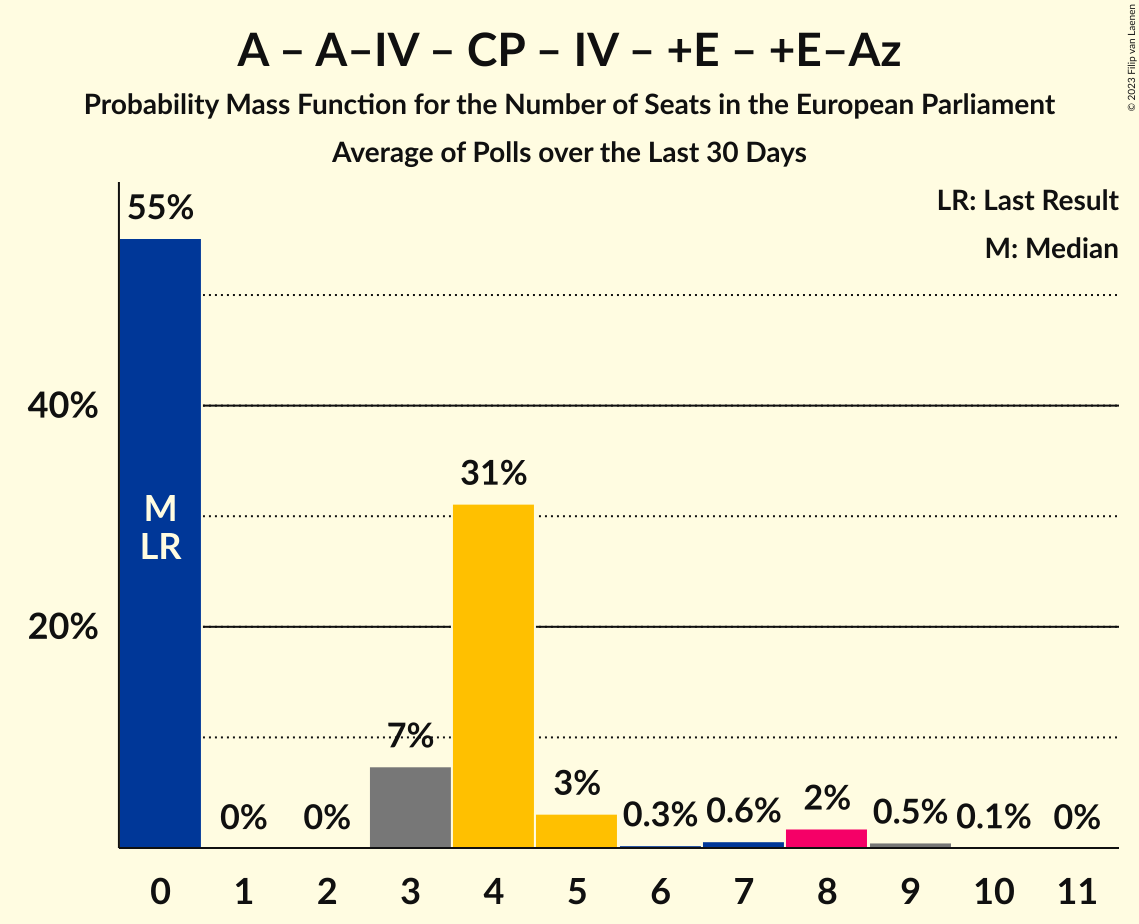 A – A–IV – CP – IV – +E – +E–Az
Probability Mass Function for the Number of Seats in the European Parliament
Average of Polls over the Last 30 Days
© 2023 Filip van Laenen
LR: Last Result
M: Median
55%
40%
M
LR
31%
20%
7%
3%
0% 0% 0.3% 0.6% 2% 0.5% 0.1% 0%
0 1 2 3 4 5 6 7 8 9 10 11